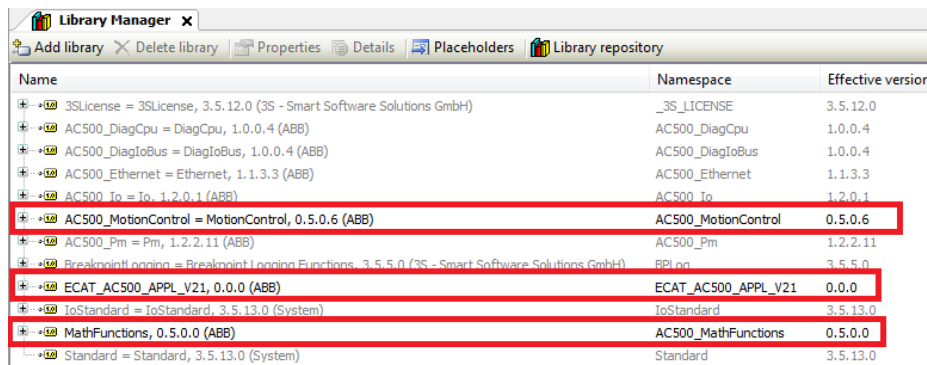 Library Manager x
Add library Delete library Properties Details Placeholders Library repository
Name Namespace Effective version
3SLicense = 3SLicense, 3.5.12.0 (3S - Smart Software Solutions GmbH) _3S_LICENSE 3.5.12.0
AC500_DiagCpu = DiagCpu, 1.0.0.4 (ABB) AC500_DiagCpu 1.0.0.4
AC500_DiagIoBus = DiagIoBus, 1.0.0.4 (ABB) AC500_DiagIoBus 1.0.0.4
AC500_Ethernet = Ethernet, 1.1.3.3 (ABB) AC500_Ethernet 1.1.3.3
AC500_Io = Io, 1.2.0.1 (ABB) AC500_Io 1.2.0.1
AC500_MotionControl = MotionControl, 0.5.0.6 (ABB) AC500_MotionControl 0.5.0.6
AC500_Pm = Pm, 1.2.2.11 (ABB) AC500_Pm 1.2.2.11
BreakpointLogging = Breakpoint Logging Functions, 3.5.5.0 (3S - Smart Software Solutions GmbH) BPLog 3.5.5.0
ECAT_AC500_APPL_V21, 0.0.0 (ABB) ECAT_AC500_APPL_V21 0.0.0
IoStandard = IoStandard, 3.5.13.0 (System) IoStandard 3.5.13.0
MathFunctions, 0.5.0.0 (ABB) AC500_MathFunctions 0.5.0.0
Standard = Standard, 3.5.13.0 (System) Standard 3.5.13.0